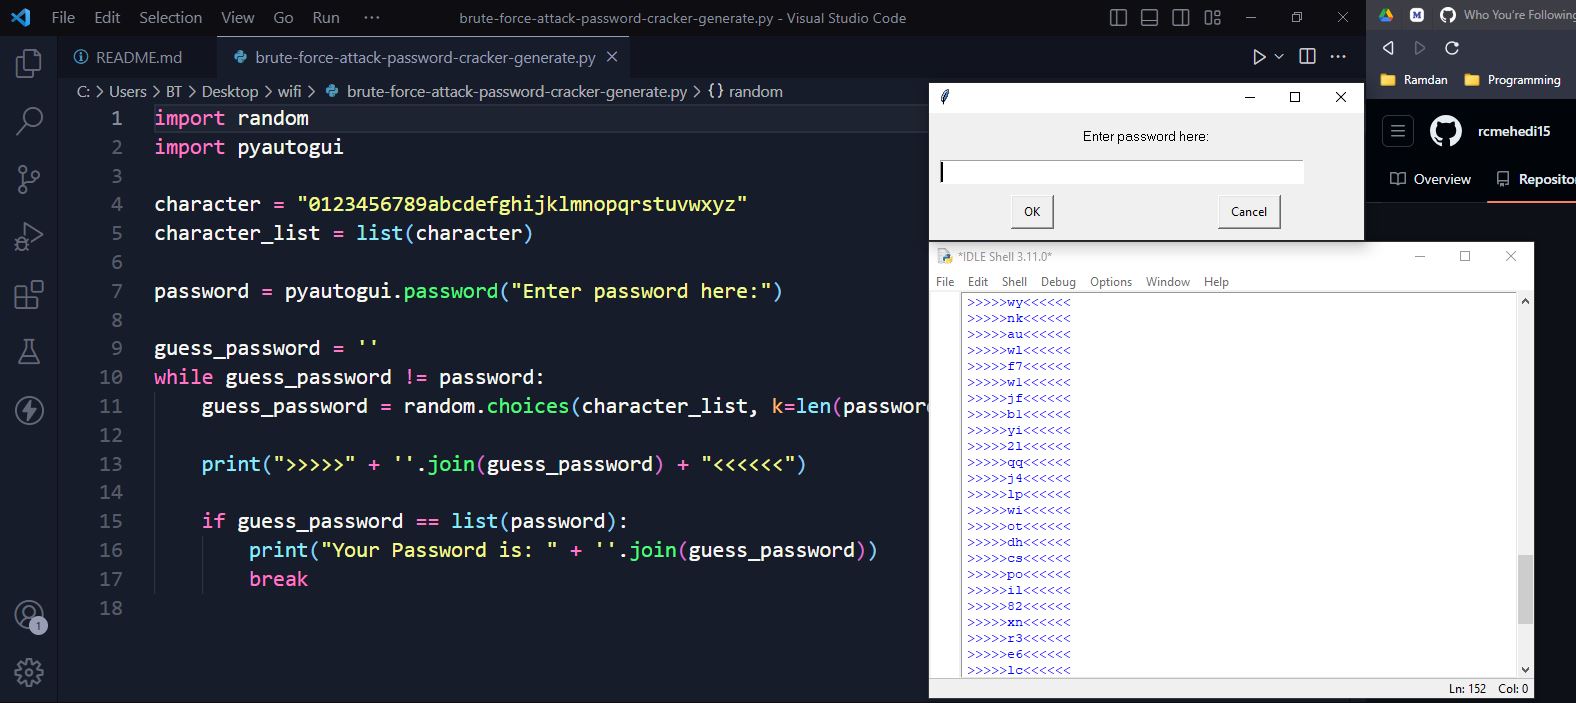 File Edit Selection View Go Run ··· brute-force-attack-password-cracker-generate.py - Visual Studio Code
README.md brute-force-attack-password-cracker-generate.py
C: > Users > BT > Desktop > wifi > brute-force-attack-password-cracker-generate.py > {} random
1 import random
2 import pyautogui
3
4 character = "0123456789abcdefghijklmnopqrstuvwxyz"
5 character_list = list(character)
6
7 password = pyautogui.password("Enter password here:")
8
9 guess_password = ''
10 while guess_password != password:
11 guess_password = random.choices(character_list, k=len(passwor
12
13 print(">>>>>" + ''.join(guess_password) + "<<<<<<")
14
15 if guess_password == list(password):
16 print("Your Password is: " + ''.join(guess_password))
17 break
18
1
Enter password here:
OK Cancel
*IDLE Shell 3.11.0*
File Edit Shell Debug Options Window Help
>>>>>wy<<<<<<
>>>>>nk<<<<<<
>>>>>au<<<<<<
>>>>>wl<<<<<<
>>>>>f7<<<<<<
>>>>>w1<<<<<<
>>>>>jf<<<<<<
>>>>>b1<<<<<<
>>>>>yi<<<<<<
>>>>>2l<<<<<<
>>>>>qq<<<<<<
>>>>>j4<<<<<<
>>>>>lp<<<<<<
>>>>>wi<<<<<<
>>>>>ot<<<<<<
>>>>>dh<<<<<<
>>>>>cs<<<<<<
>>>>>po<<<<<<
>>>>>il<<<<<<
>>>>>82<<<<<<
>>>>>xn<<<<<<
>>>>>r3<<<<<<
>>>>>e6<<<<<<
>>>>>lc<<<<<<
Ln: 152 Col: 0
M Who You're Following
Ramdan Programming
rcmehedi15
Overview Reposito